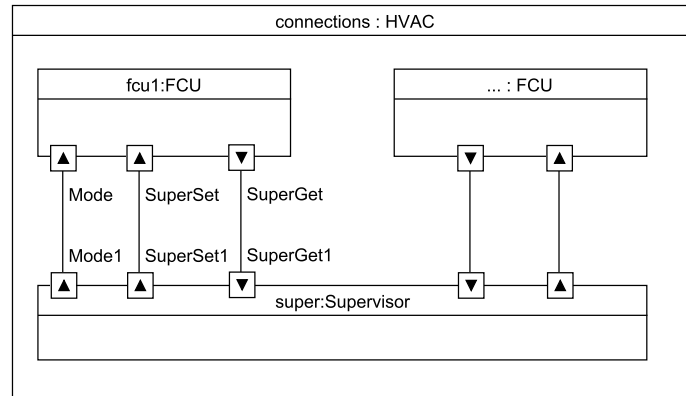 connections : HVAC
fcu1:FCU
... : FCU
Mode SuperSet SuperGet
Mode1 SuperSet1 SuperGet1
super:Supervisor